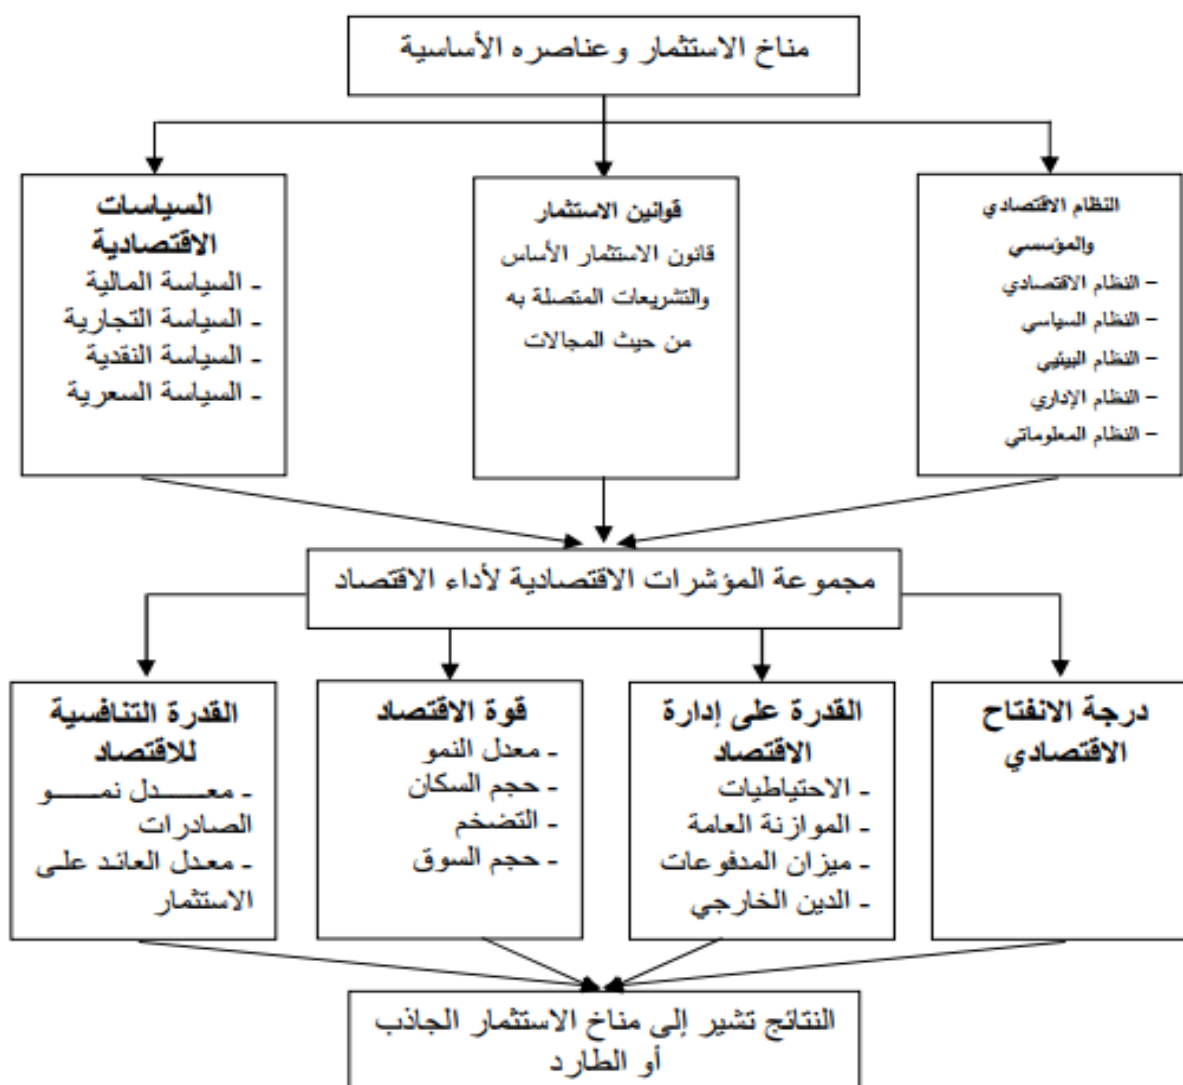 مناخ الاستثمار وعناصره الأساسية
النظام الاقتصادي
والمؤسسي
– النظام الاقتصادي
– النظام السياسي
– النظام البيئيي
– النظام الإداري
– النظام المعلوماتي
قوانين الاستثمار
قانون الاستثمار الأساس
والتشريعات المتصلة به
من حيث المجالات
السياسات
الاقتصادية
- السياسة المالية
- السياسة التجارية
- السياسة النقدية
- السياسة السعرية
مجموعة المؤشرات الاقتصادية لأداء الاقتصاد
درجة الانفتاح
الاقتصادي
القدرة على إدارة
الاقتصاد
- الاحتياطيات
- الموازنة العامة
- ميزان المدفوعات
- الدين الخارجي
قوة الاقتصاد
- معدل النمو
- حجم السكان
- التضخم
- حجم السوق
القدرة التنافسية
للاقتصاد
- معـــــدل نمـــــو
الصادرات
- معدل العائد على
الاستثمار
النتائج تشير إلى مناخ الاستثمار الجاذب
أو الطارد